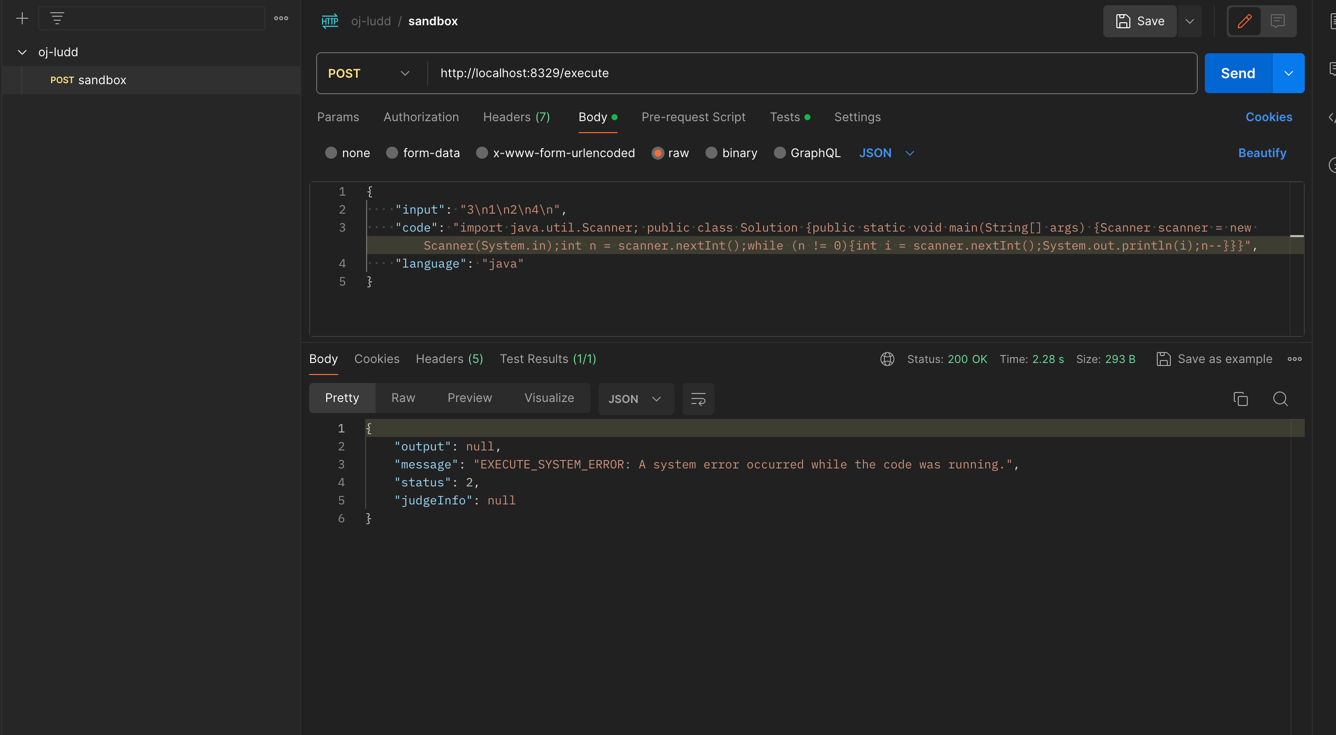 HTTP oj-ludd / sandbox Save
oj-ludd
POST sandbox
POST http://localhost:8329/execute Send
Params Authorization Headers (7) Body Pre-request Script Tests Settings Cookies
none form-data x-www-form-urlencoded raw binary GraphQL JSON Beautify
1 {
2 ····"input": "3\n1\n2\n4\n",
3 ····"code": "import java.util.Scanner; public class Solution {public static void main(String[] args) {Scanner scanner = new
Scanner(System.in);int n = scanner.nextInt();while (n != 0){int i = scanner.nextInt();System.out.println(i);n--}}}",
4 ····"language": "java"
5 }
Body Cookies Headers (5) Test Results (1/1) Status: 200 OK Time: 2.28 s Size: 293 B Save as example
Pretty Raw Preview Visualize JSON
1 {
2 "output": null,
3 "message": "EXECUTE_SYSTEM_ERROR: A system error occurred while the code was running.",
4 "status": 2,
5 "judgeInfo": null
6 }